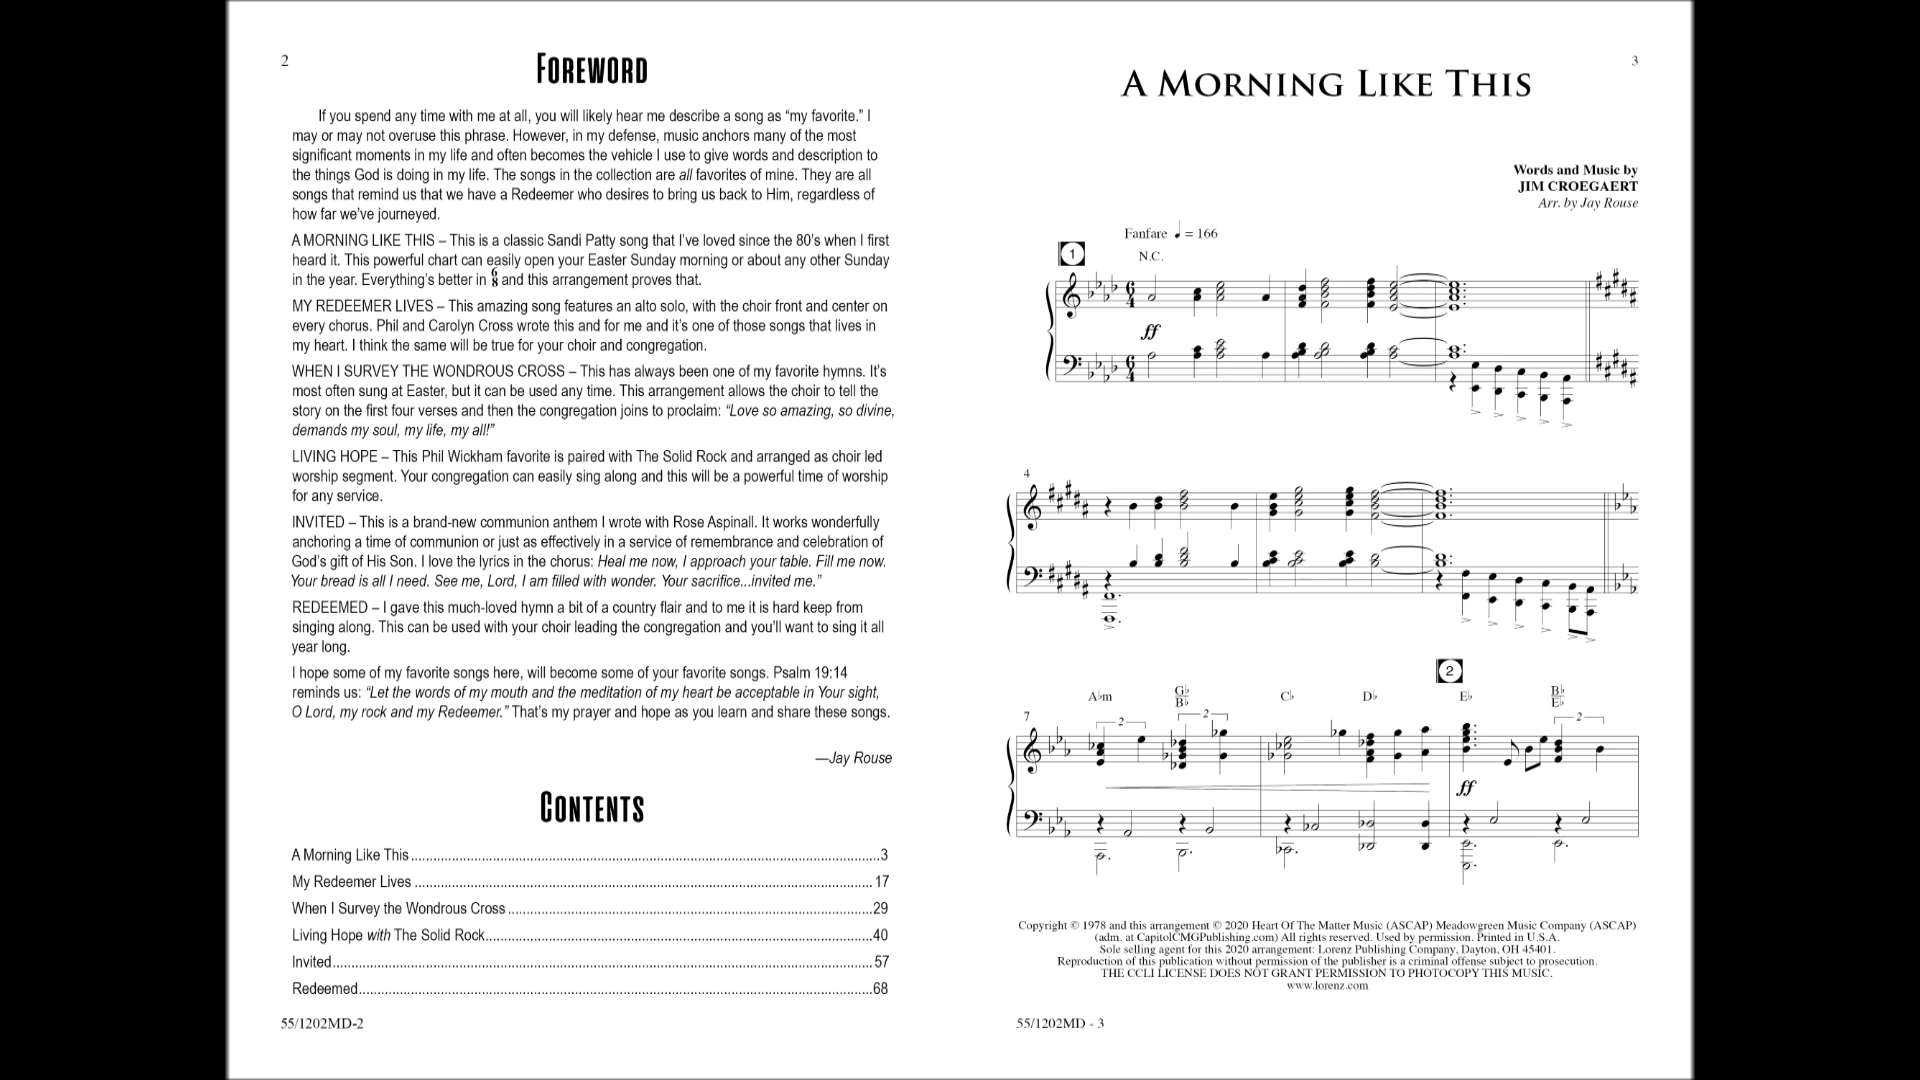 2
FOREWORD
If you spend any time with me at all, you will likely hear me describe a song as “my favorite.” I
may or may not overuse this phrase. However, in my defense, music anchors many of the most
significant moments in my life and often becomes the vehicle I use to give words and description to
the things God is doing in my life. The songs in the collection are all favorites of mine. They are all
songs that remind us that we have a Redeemer who desires to bring us back to Him, regardless of
how far we’ve journeyed.
A MORNING LIKE THIS – This is a classic Sandi Patty song that I’ve loved since the 80’s when I first
heard it. This powerful chart can easily open your Easter Sunday morning or about any other Sunday
in the year. Everything’s better in 6/8 and this arrangement proves that.
MY REDEEMER LIVES – This amazing song features an alto solo, with the choir front and center on
every chorus. Phil and Carolyn Cross wrote this and for me and it’s one of those songs that lives in
my heart. I think the same will be true for your choir and congregation.
WHEN I SURVEY THE WONDROUS CROSS – This has always been one of my favorite hymns. It’s
most often sung at Easter, but it can be used any time. This arrangement allows the choir to tell the
story on the first four verses and then the congregation joins to proclaim: “Love so amazing, so divine,
demands my soul, my life, my all!”
LIVING HOPE – This Phil Wickham favorite is paired with The Solid Rock and arranged as choir led
worship segment. Your congregation can easily sing along and this will be a powerful time of worship
for any service.
INVITED – This is a brand-new communion anthem I wrote with Rose Aspinall. It works wonderfully
anchoring a time of communion or just as effectively in a service of remembrance and celebration of
God’s gift of His Son. I love the lyrics in the chorus: Heal me now, I approach your table. Fill me now.
Your bread is all I need. See me, Lord, I am filled with wonder. Your sacrifice...invited me.”
REDEEMED – I gave this much-loved hymn a bit of a country flair and to me it is hard keep from
singing along. This can be used with your choir leading the congregation and you’ll want to sing it all
year long.
I hope some of my favorite songs here, will become some of your favorite songs. Psalm 19:14
reminds us: “Let the words of my mouth and the meditation of my heart be acceptable in Your sight,
O Lord, my rock and my Redeemer.” That’s my prayer and hope as you learn and share these songs.
—Jay Rouse
CONTENTS
A Morning Like This...3
My Redeemer Lives...17
When I Survey the Wondrous Cross...29
Living Hope with The Solid Rock...40
Invited...57
Redeemed...68
55/1202MD-2
3
A MORNING LIKE THIS
Words and Music by
JIM CROEGAERT
Arr. by Jay Rouse
Fanfare ♩ = 166
1
N.C.
6/4
ff
6/4
4
2
A♭m G♭/B♭ C♭ D♭ E♭ B♭/E♭
7
2 2 2
ff
Copyright © 1978 and this arrangement © 2020 Heart Of The Matter Music (ASCAP) Meadowgreen Music Company (ASCAP)
(adm. at CapitolCMGPublishing.com) All rights reserved. Used by permission. Printed in U.S.A.
Sole selling agent for this 2020 arrangement: Lorenz Publishing Company, Dayton, OH 45401.
Reproduction of this publication without permission of the publisher is a criminal offense subject to prosecution.
THE CCLI LICENSE DOES NOT GRANT PERMISSION TO PHOTOCOPY THIS MUSIC.
www.lorenz.com
55/1202MD - 3